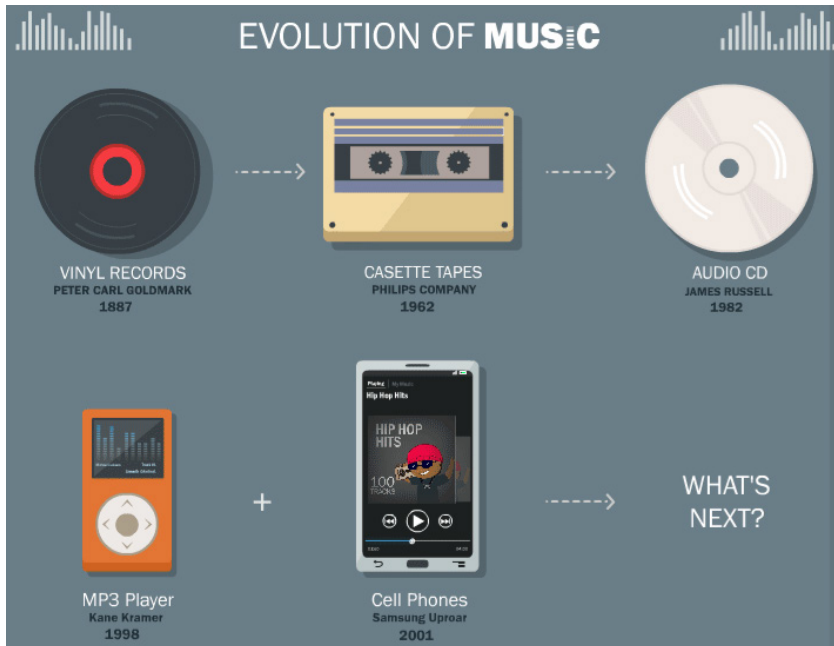 EVOLUTION OF MUSiC
VINYL RECORDS
PETER CARL GOLDMARK
1887
CASETTE TAPES
PHILIPS COMPANY
1962
AUDIO CD
JAMES RUSSELL
1982
Playing | My Music
Hip Hop Hits
HIP HOP
HITS
100
TRACKS
WHAT'S
NEXT?
+
MP3 Player
Kane Kramer
1998
Cell Phones
Samsung Uproar
2001